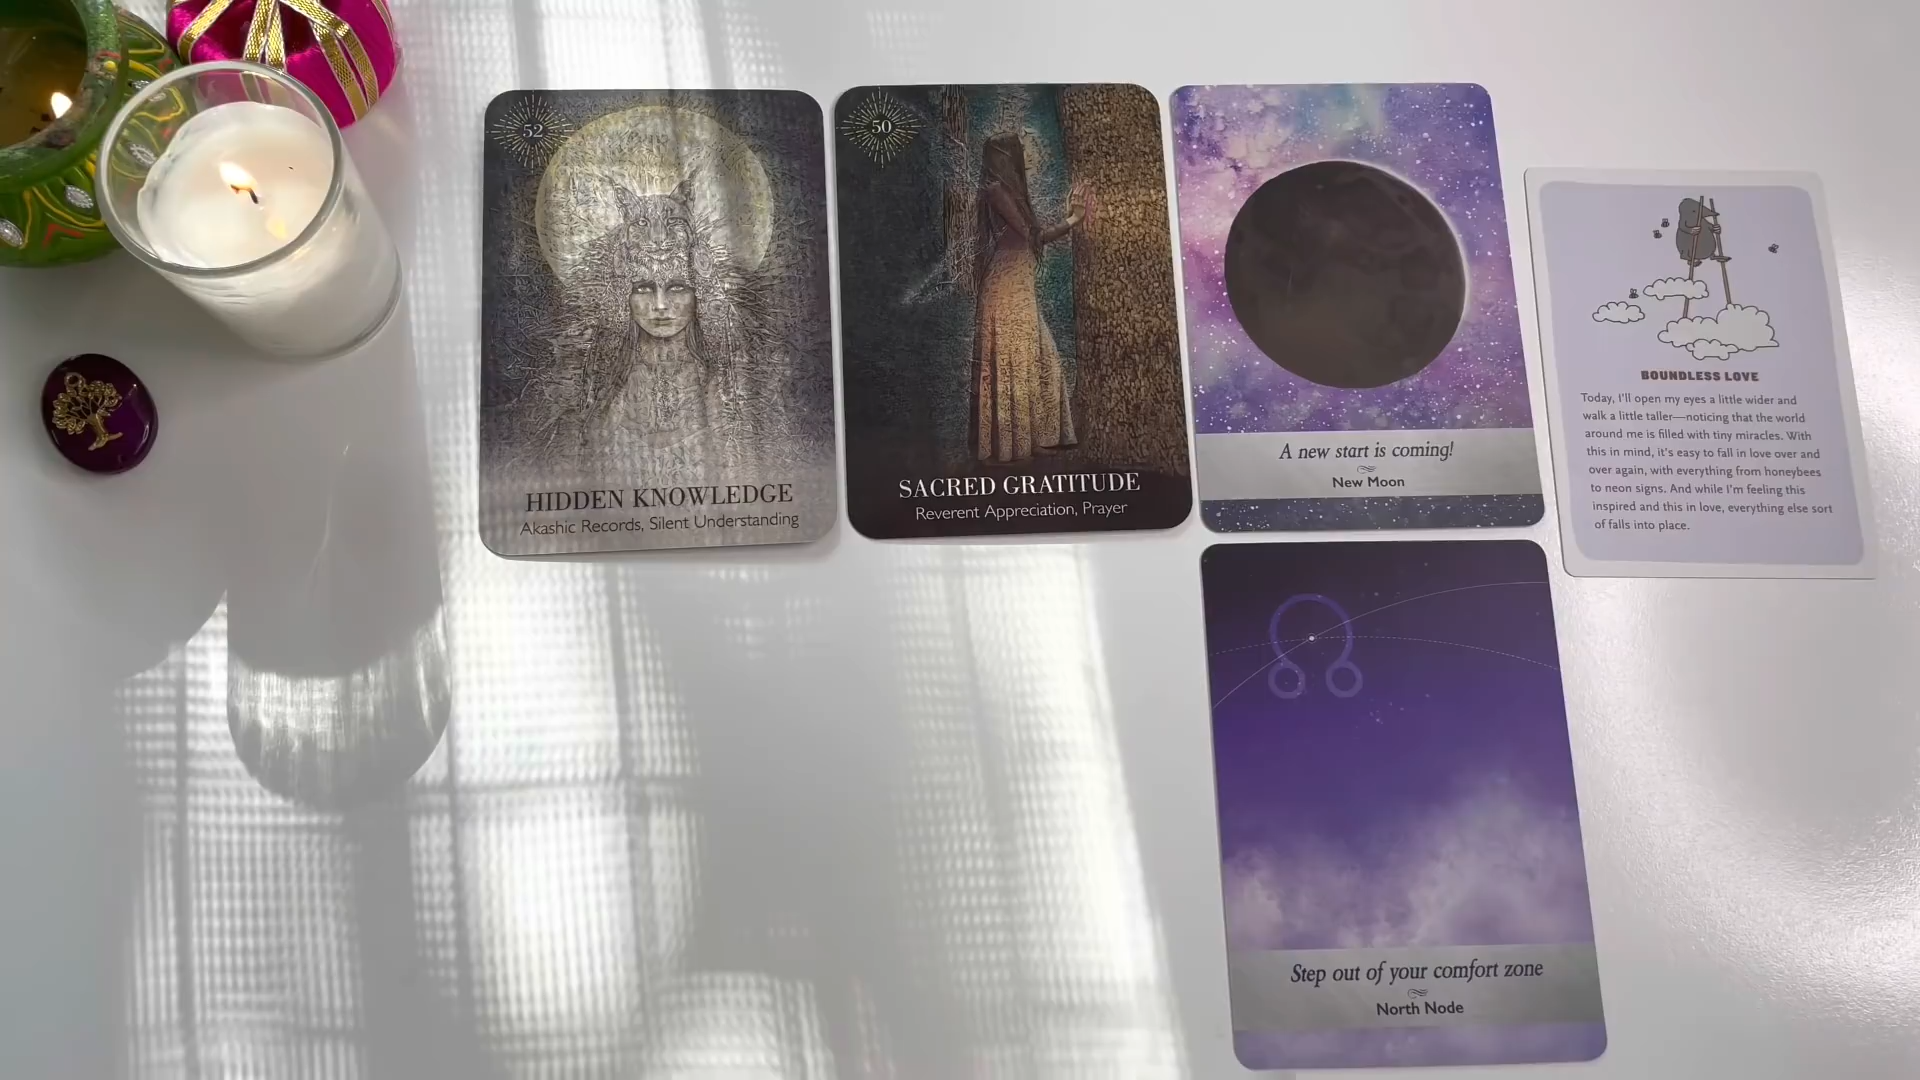 52
HIDDEN KNOWLEDGE
Akashic Records, Silent Understanding
50
SACRED GRATITUDE
Reverent Appreciation, Prayer
A new start is coming!
New Moon
BOUNDLESS LOVE
Today, I'll open my eyes a little wider and
walk a little taller—noticing that the world
around me is filled with tiny miracles. With
this in mind, it's easy to fall in love over and
over again, with everything from honeybees
to neon signs. And while I'm feeling this
inspired and this in love, everything else sort
of falls into place.
Step out of your comfort zone
North Node